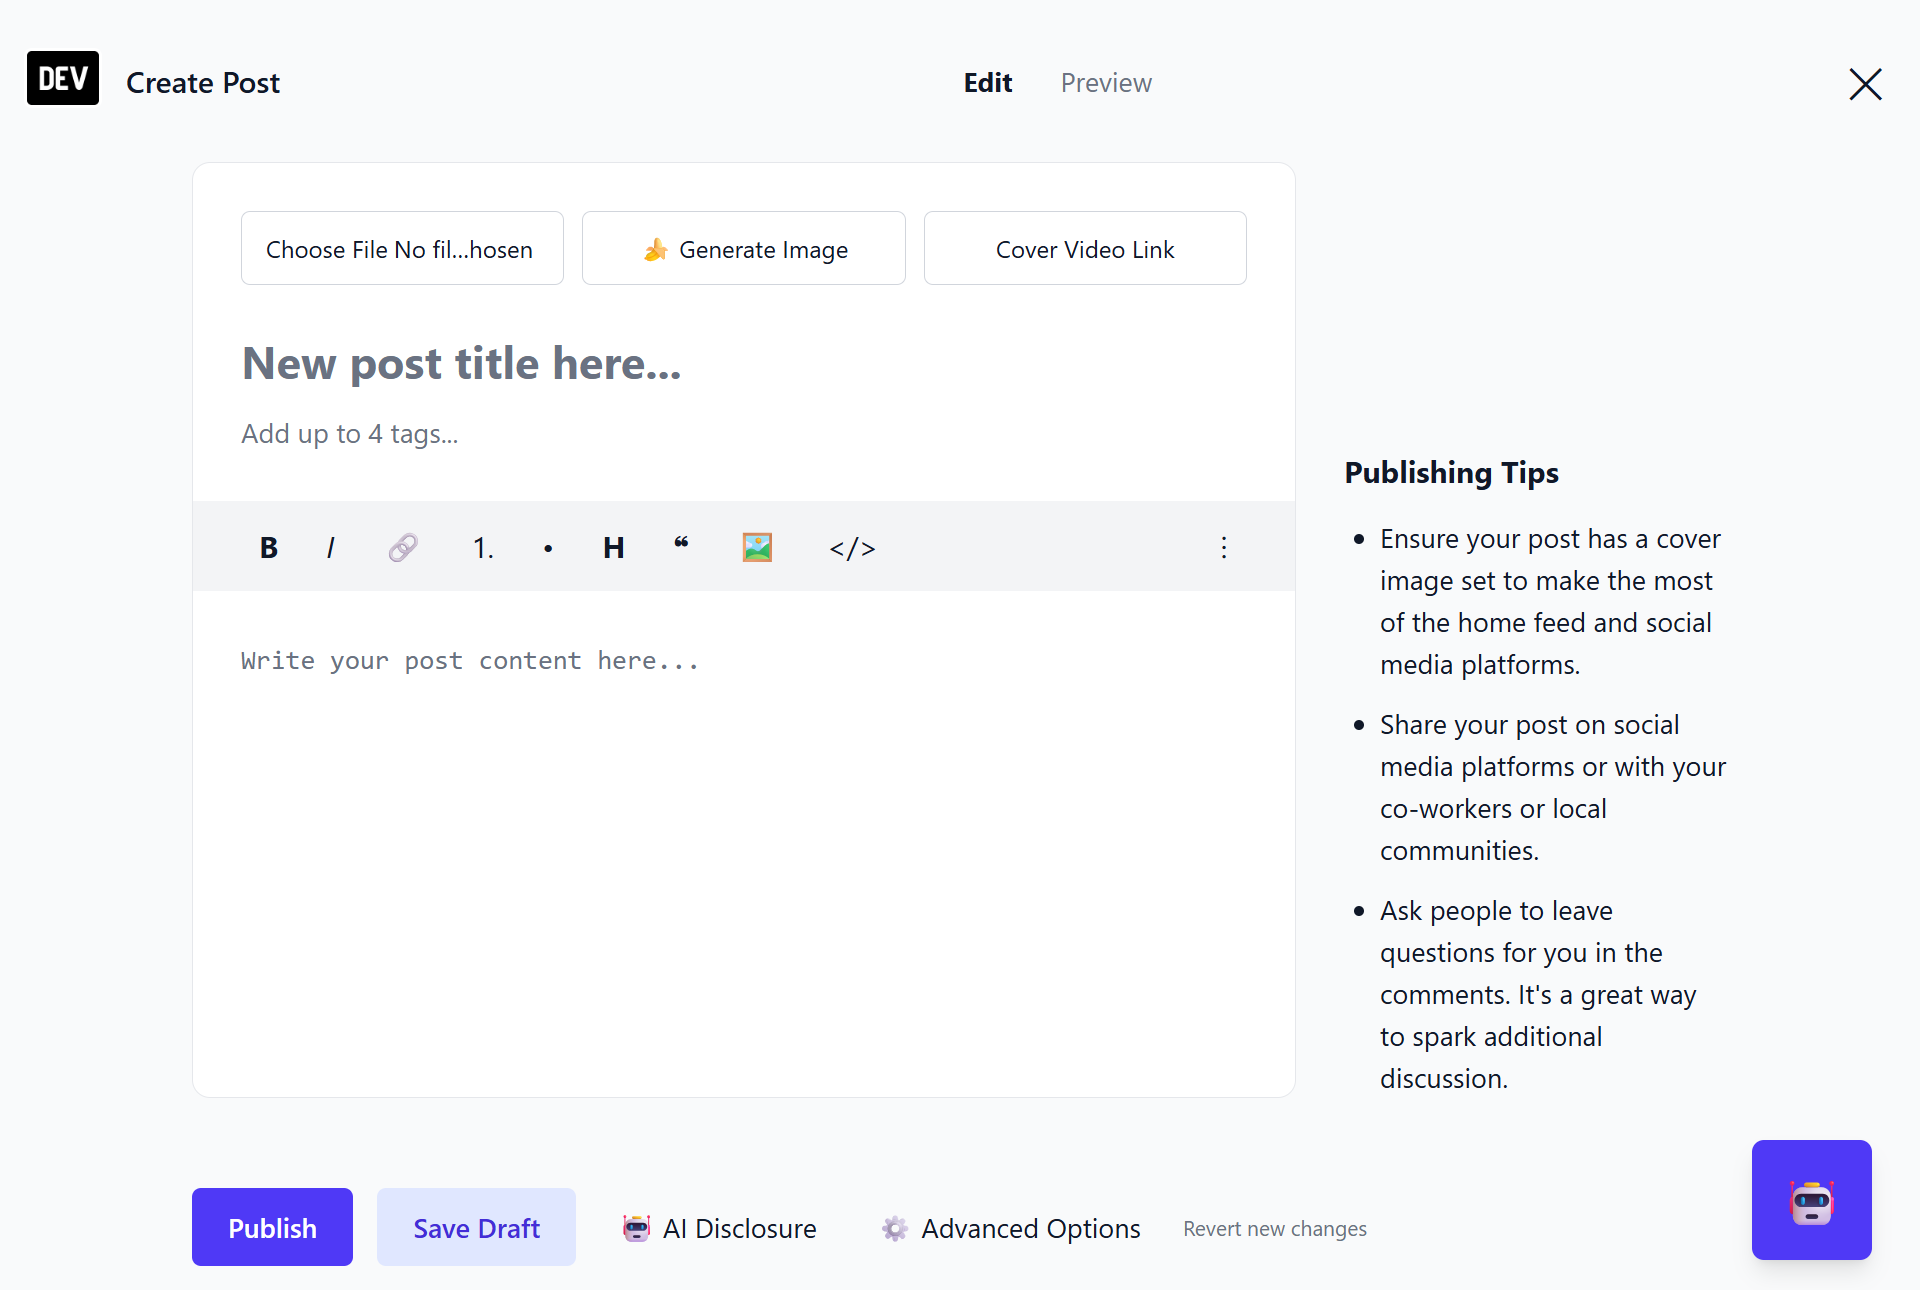 DEV
Create Post
Edit
Preview
Choose File No fil...hosen
Generate Image
Cover Video Link
New post title here...
Add up to 4 tags...
B I 1. • H ❝ </> ⋮
Write your post content here...
Publishing Tips
• Ensure your post has a cover
image set to make the most
of the home feed and social
media platforms.
• Share your post on social
media platforms or with your
co-workers or local
communities.
• Ask people to leave
questions for you in the
comments. It's a great way
to spark additional
discussion.
Publish
Save Draft
AI Disclosure
Advanced Options
Revert new changes